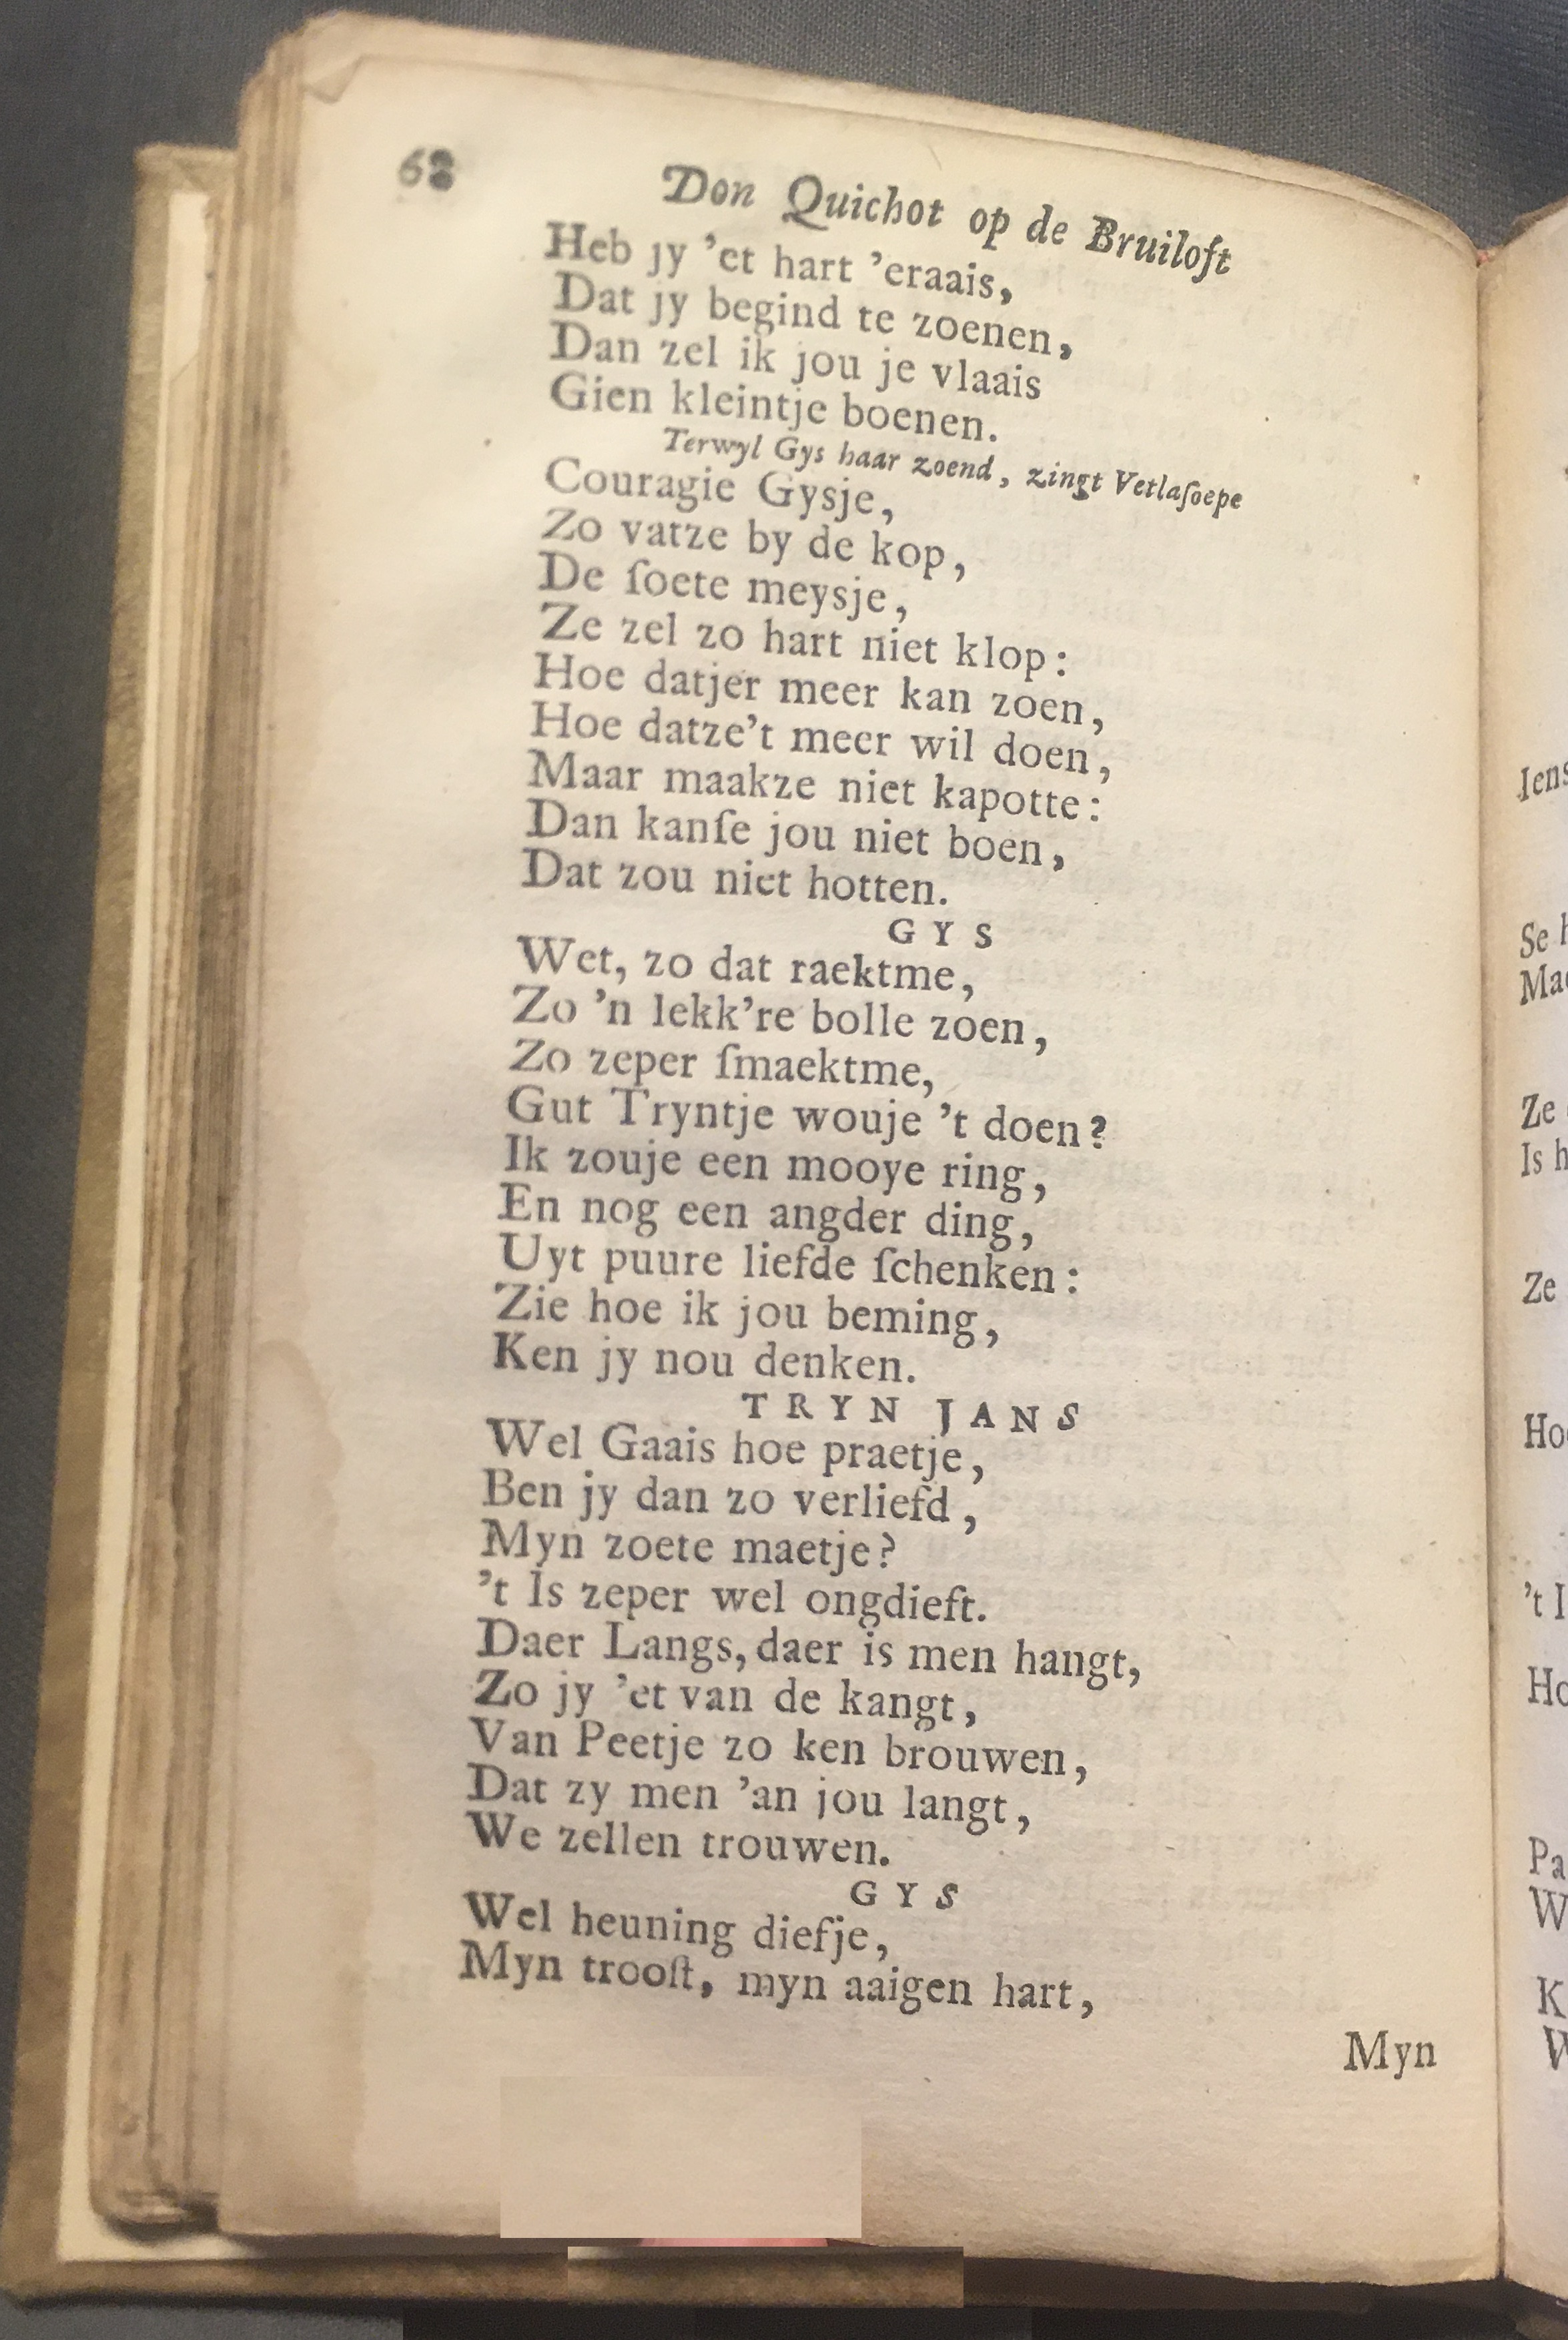 68
Don Quichot op de Bruiloft
Heb jy 'et hart 'eraais,
Dat jy begind te zoenen,
Dan zel ik jou je vlaais
Gien kleintje boenen.
Terwyl Gys haar zoend, zingt Vetlaſoepe
Couragie Gysje,
Zo vatze by de kop,
De ſoete meysje,
Ze zel zo hart niet klop:
Hoe datjer meer kan zoen,
Hoe datze't meer wil doen,
Maar maakze niet kapotte:
Dan kanſe jou niet boen,
Dat zou niet hotten.
GYS
Wet, zo dat raektme,
Zo 'n lekk're bolle zoen,
Zo zeper ſmaektme,
Gut Tryntje wouje 't doen?
Ik zouje een mooye ring,
En nog een angder ding,
Uyt puure liefde ſchenken:
Zie hoe ik jou beming,
Ken jy nou denken.
TRYN JANS
Wel Gaais hoe praetje,
Ben jy dan zo verliefd,
Myn zoete maetje?
't Is zeper wel ongdieft.
Daer Langs, daer is men hangt,
Zo jy 'et van de kangt,
Van Peetje zo ken brouwen,
Dat zy men 'an jou langt,
We zellen trouwen.
GYS
Wel heuning diefje,
Myn trooſt, myn aaigen hart,
Myn
Se
Ze
Is
Ze
't